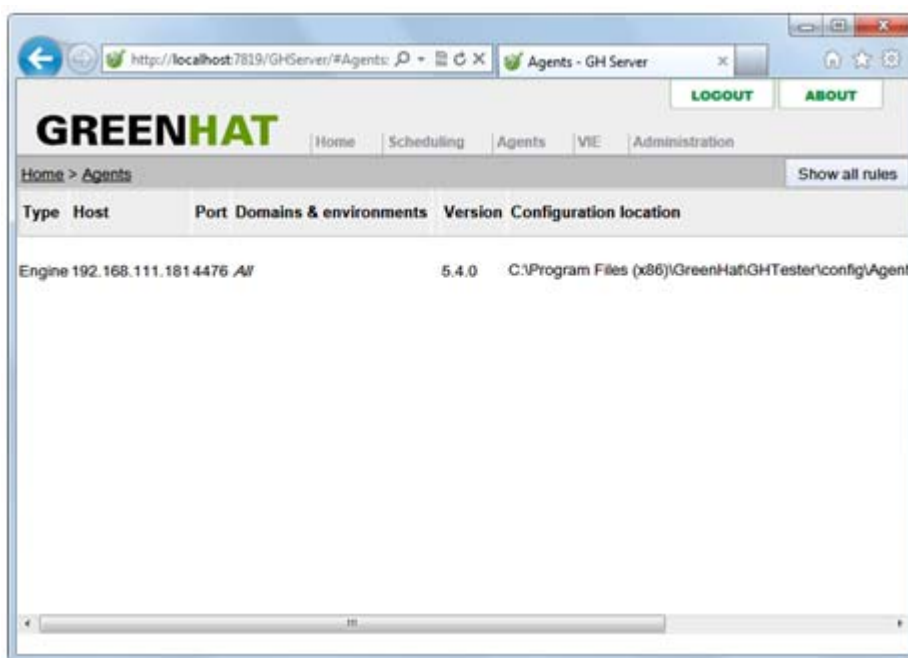 http://localhost:7819/GHServer/#Agents: Agents - GH Server
LOGOUT ABOUT
GREENHAT Home Scheduling Agents VIE Administration
Home > Agents Show all rules
Type Host Port Domains & environments Version Configuration location
Engine 192.168.111.181 4476 All 5.4.0 C:\Program Files (x86)\GreenHat\GHTester\config\Agent